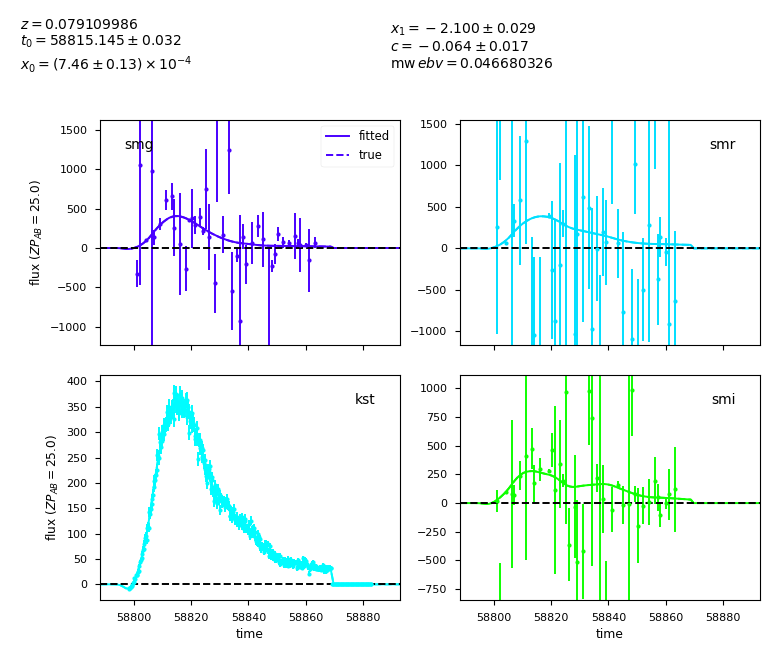 z = 0.079109986
t₀ = 58815.145 ± 0.032
x₀ = (7.46 ± 0.13) × 10⁻⁴
x₁ = −2.100 ± 0.029
c = −0.064 ± 0.017
mw ebv = 0.046680326
1500
1000
500
0
−500
−1000
flux (ZP_AB = 25.0)
smg
fitted
true
1500
1000
500
0
−500
−1000
smr
400
350
300
250
200
150
100
50
0
flux (ZP_AB = 25.0)
kst
58800
58820
58840
58860
58880
time
1000
750
500
250
0
−250
−500
−750
smi
58800
58820
58840
58860
58880
time